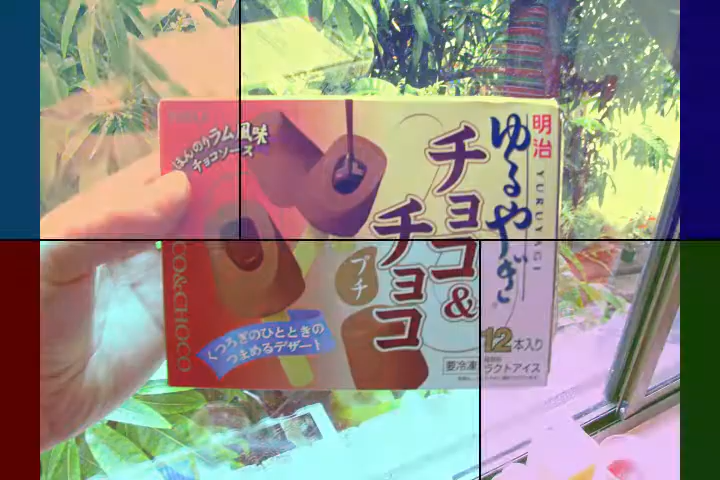 明治
YURUYAGI
ゆるやぎ
チョコ&
チョコ
プチ
ほんのりラム風味
チョコソース
CO&CHOCO
くつろぎのひとときの
つまめるデザート
12本入り
要冷凍
ラクトアイス